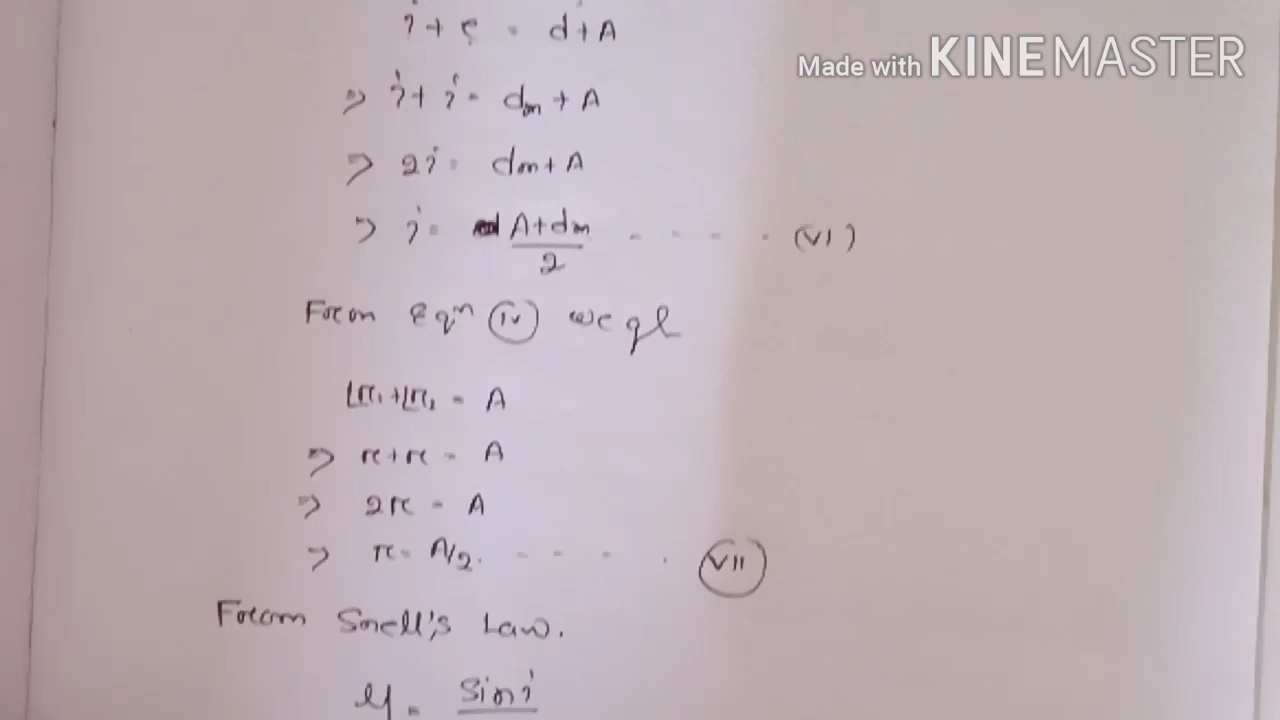 i + e = d + A
Made with KINEMASTER
⇒ i + i = dm + A
⇒ 2i = dm + A
⇒ i = A+dm / 2 - - - - - (VI)
From Eqn (iv) we get
∠r1 + ∠r2 = A
⇒ r + r = A
⇒ 2r = A
⇒ r = A/2. - - - - . (VII)
From Snell's Law.
μ = Sin i